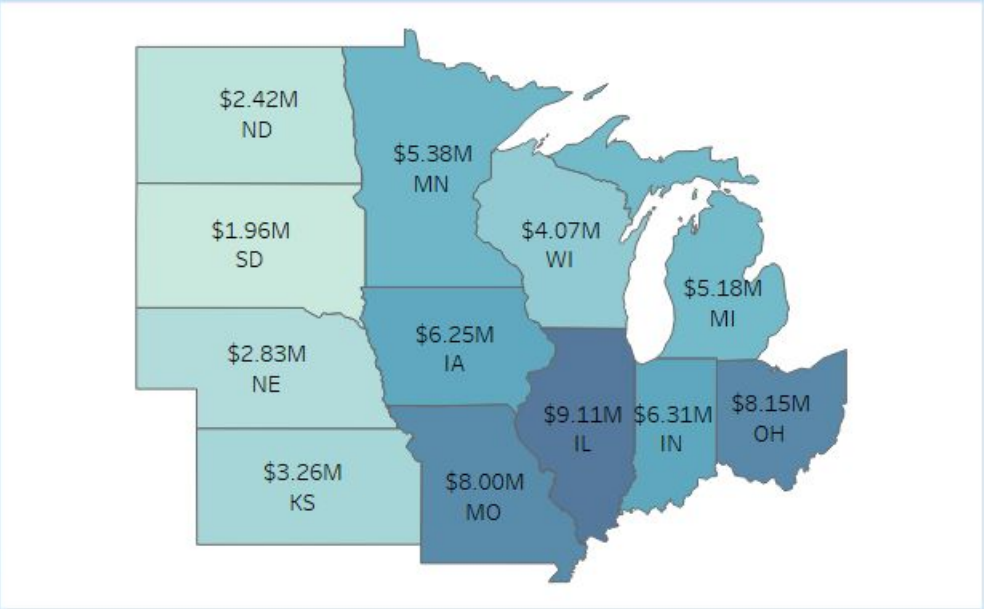 $2.42M
ND
$5.38M
MN
$1.96M
SD
$4.07M
WI
$5.18M
MI
$6.25M
IA
$2.83M
NE
$9.11M
IL
$6.31M
IN
$8.15M
OH
$3.26M
KS
$8.00M
MO